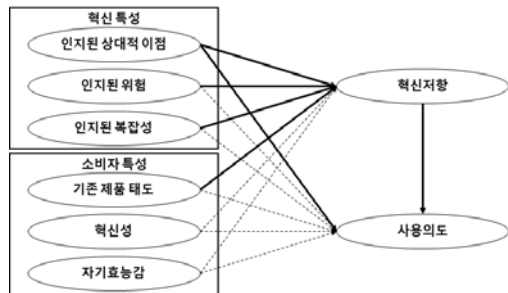 혁신 특성
인지된 상대적 이점
인지된 위험
인지된 복잡성
소비자 특성
기존 제품 태도
혁신성
자기효능감
혁신저항
사용의도